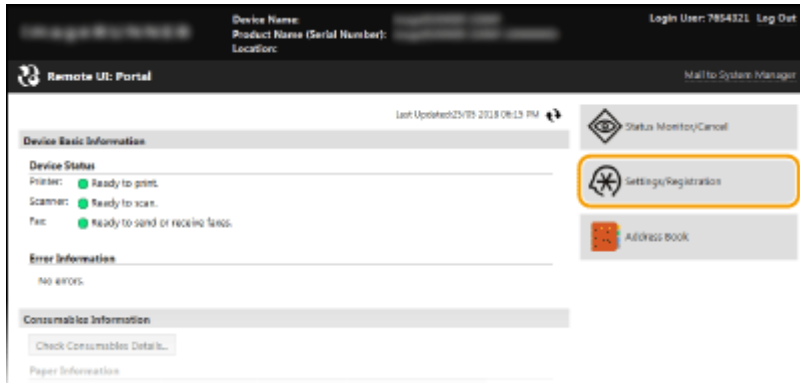 imageRUNNER
Device Name:
Product Name (Serial Number):
Location:
Login User: 7654321 Log Out
Remote UI: Portal
Mail to System Manager
Last Updated:25/05 2018 06:15 PM
Device Basic Information
Device Status
Printer: Ready to print.
Scanner: Ready to scan.
Fax: Ready to send or receive faxes.
Error Information
No errors.
Consumables Information
Check Consumables Details...
Paper Information
Status Monitor/Cancel
Settings/Registration
Address Book